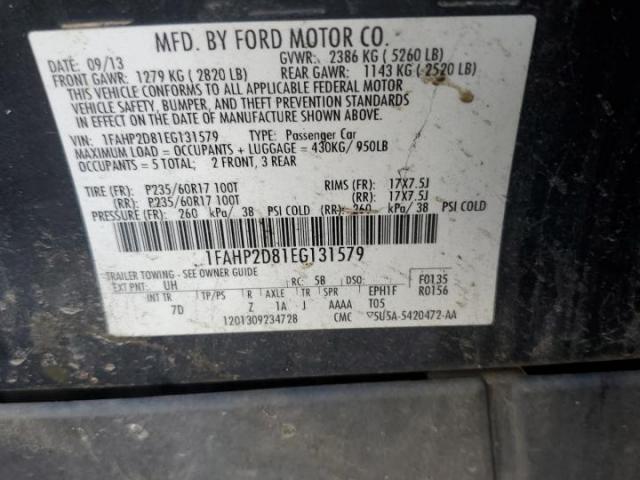 MFD. BY FORD MOTOR CO.
DATE: 09/13 GVWR: 2386 KG ( 5260 LB)
FRONT GAWR: 1279 KG ( 2820 LB) REAR GAWR: 1143 KG ( 2520 LB)
THIS VEHICLE CONFORMS TO ALL APPLICABLE FEDERAL MOTOR
VEHICLE SAFETY, BUMPER, AND THEFT PREVENTION STANDARDS
IN EFFECT ON THE DATE OF MANUFACTURE SHOWN ABOVE.
VIN: 1FAHP2D81EG131579 TYPE: Passenger Car
MAXIMUM LOAD = OCCUPANTS + LUGGAGE = 430KG/ 950LB
OCCUPANTS = 5 TOTAL; 2 FRONT, 3 REAR
TIRE (FR): P235/60R17 100T RIMS (FR): 17X7.5J
(RR): P235/60R17 100T (RR): 17X7.5J
PRESSURE (FR): 260 kPa/ 38 PSI COLD (RR): 260 kPa/ 38 PSI COLD
1FAHP2D81EG131579
TRAILER TOWING - SEE OWNER GUIDE
EXT PNT: UH RC: 5B DSO: F0135
INT TR TP/PS R AXLE TR SPR EPH1F R0156
7D Z 1A J AAAA T05
1201309234728 CMC 5U5A-5420472-AA